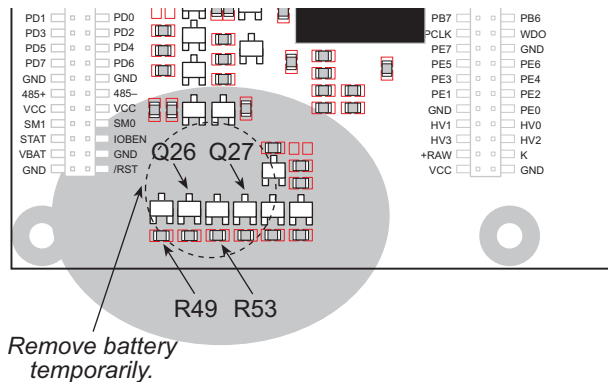 PD1 PD0 PB7 PB6
PD3 PD2 PCLK WDO
PD5 PD4 PE7 GND
PD7 PD6 PE5 PE6
GND GND PE3 PE4
485+ 485– PE1 PE2
VCC VCC GND PE0
SM1 SM0 HV1 HV0
STAT IOBEN HV3 HV2
VBAT GND +RAW K
GND /RST VCC GND
Q26 Q27
R49 R53
Remove battery
temporarily.